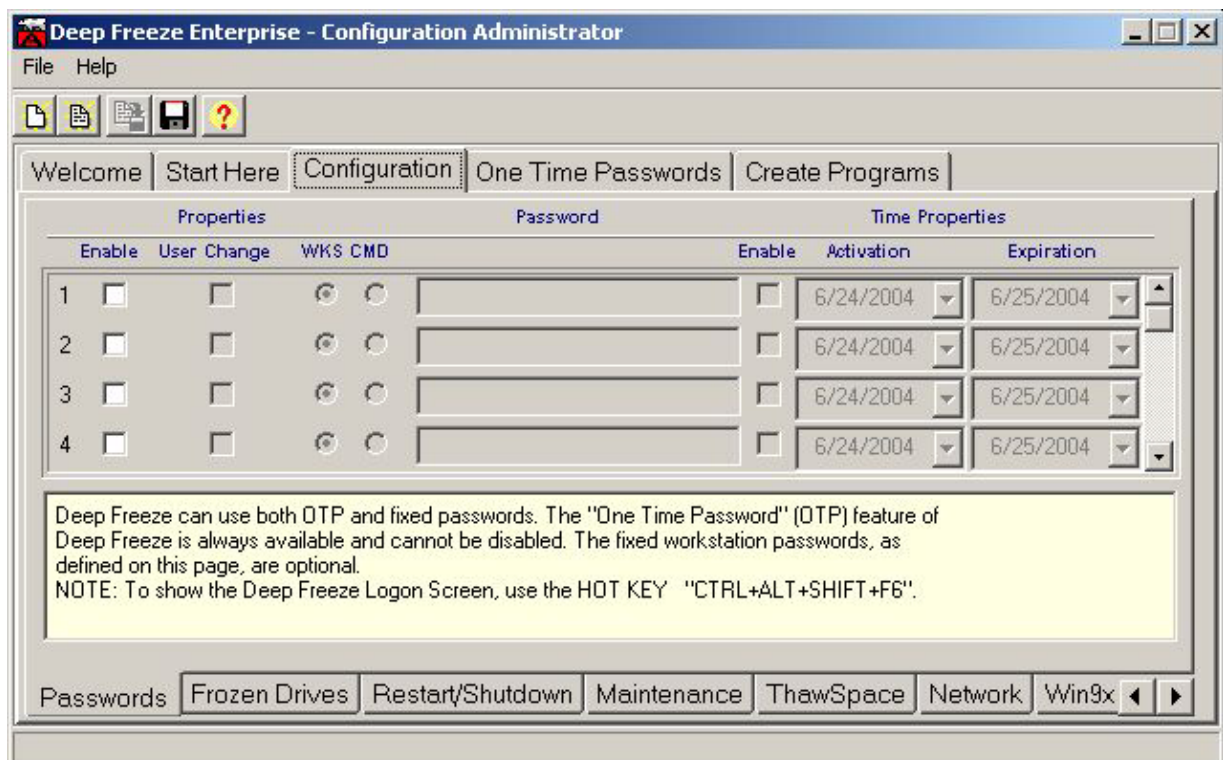 Deep Freeze Enterprise - Configuration Administrator
File Help
Welcome Start Here Configuration One Time Passwords Create Programs
Properties Password Time Properties
Enable User Change WKS CMD Enable Activation Expiration
1 6/24/2004 6/25/2004
2 6/24/2004 6/25/2004
3 6/24/2004 6/25/2004
4 6/24/2004 6/25/2004
Deep Freeze can use both OTP and fixed passwords. The "One Time Password" (OTP) feature of
Deep Freeze is always available and cannot be disabled. The fixed workstation passwords, as
defined on this page, are optional.
NOTE: To show the Deep Freeze Logon Screen, use the HOT KEY "CTRL+ALT+SHIFT+F6".
Passwords Frozen Drives Restart/Shutdown Maintenance ThawSpace Network Win9x